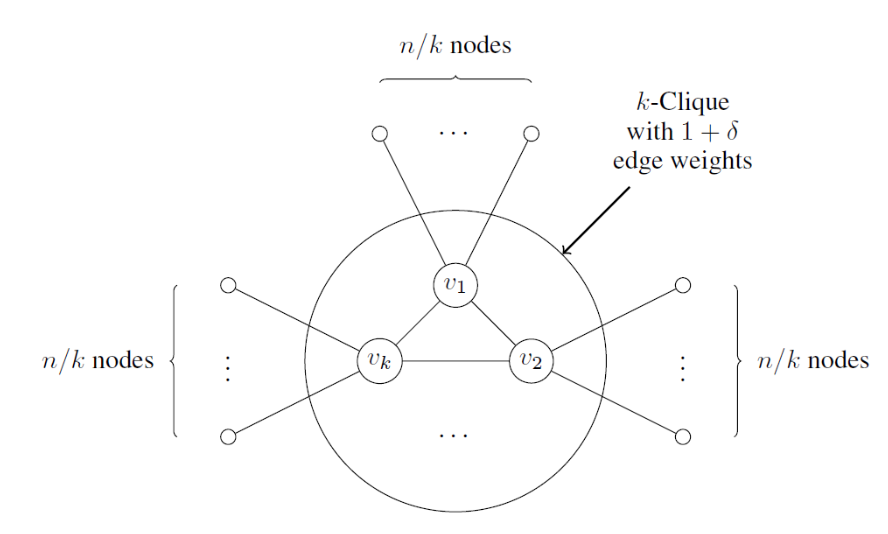 n/k nodes
k-Clique
with 1 + δ
edge weights
...
v₁
n/k nodes
⋮
vₖ
v₂
⋮
n/k nodes
...